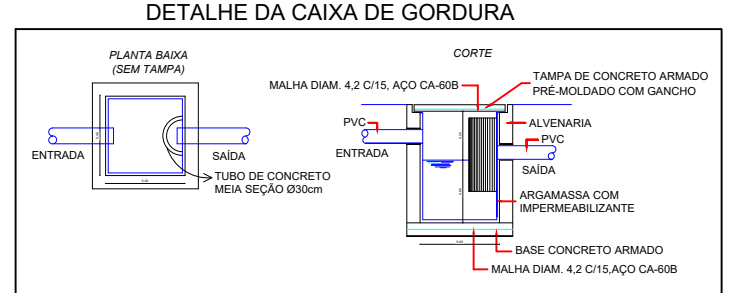 DETALHE DA CAIXA DE GORDURA
PLANTA BAIXA
(SEM TAMPA)
ENTRADA
SAÍDA
TUBO DE CONCRETO
MEIA SEÇÃO Ø30cm
CORTE
MALHA DIAM. 4,2 C/15, AÇO CA-60B
TAMPA DE CONCRETO ARMADO
PRÉ-MOLDADO COM GANCHO
PVC
ENTRADA
ALVENARIA
PVC
SAÍDA
ARGAMASSA COM
IMPERMEABILIZANTE
BASE CONCRETO ARMADO
MALHA DIAM. 4,2 C/15,AÇO CA-60B